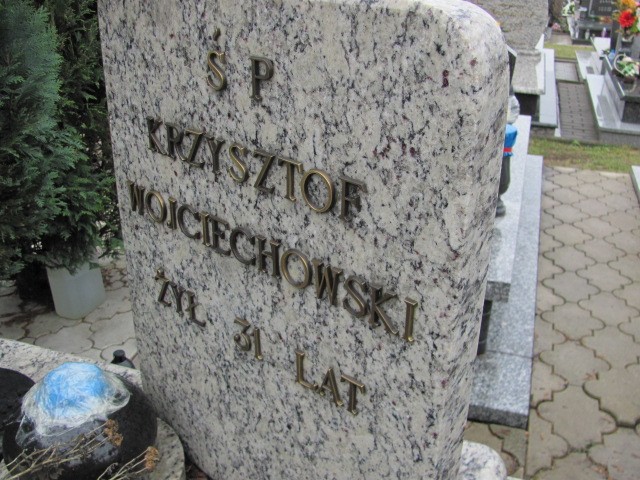 Ś P
KRZYSZTOF
WOJCIECHOWSKI
ŻYŁ 31 LAT